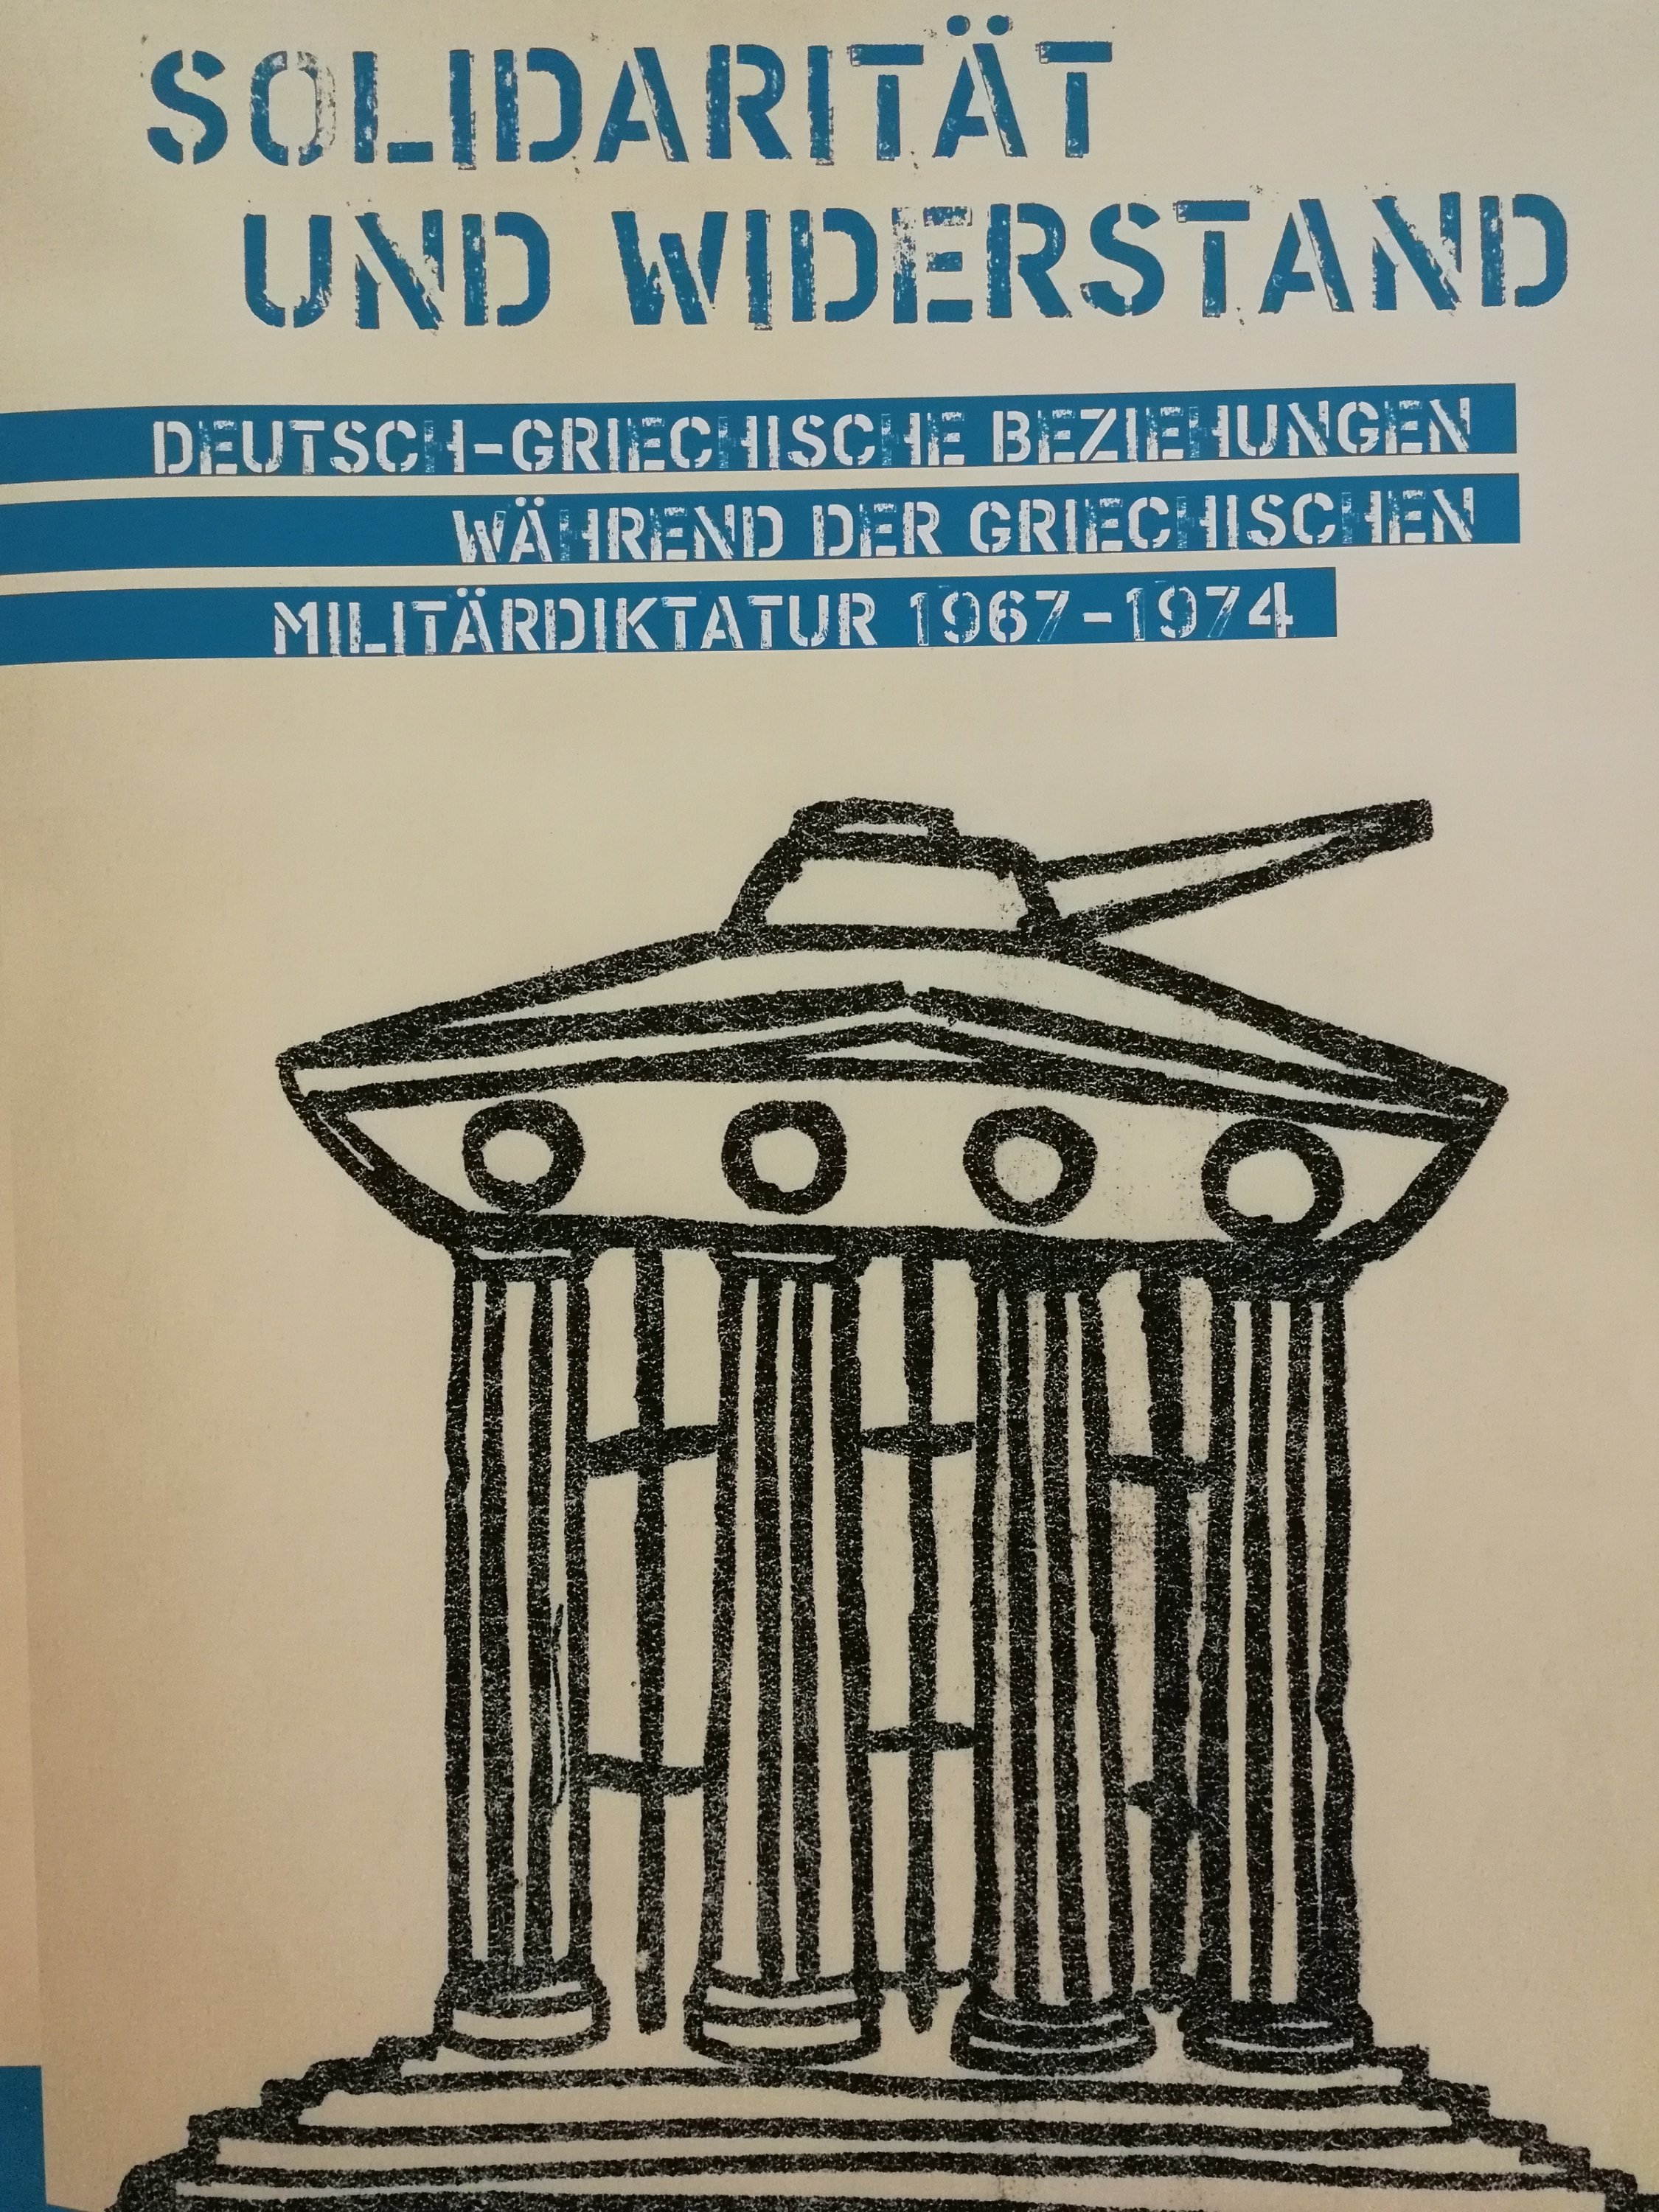 SOLIDARITÄT
UND WIDERSTAND
DEUTSCH-GRIECHISCHE BEZIEHUNGEN
WÄHREND DER GRIECHISCHEN
MILITÄRDIKTATUR 1967-1974